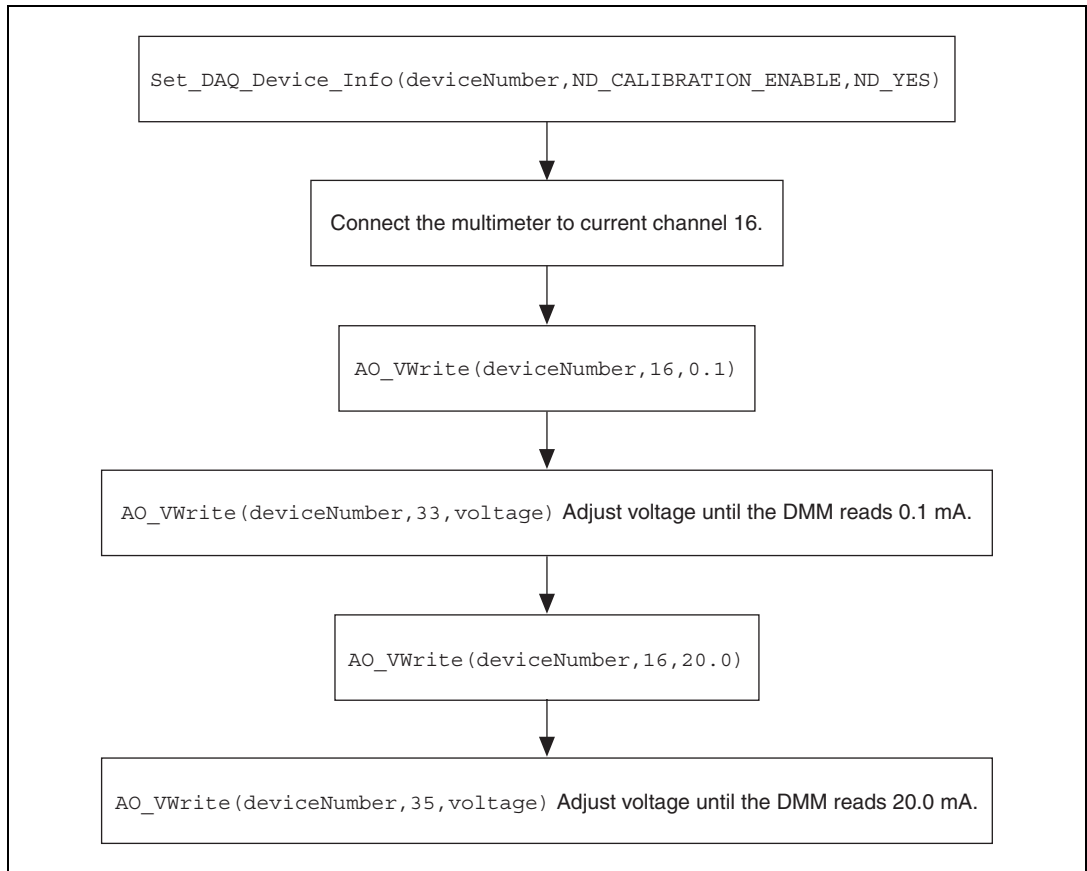 Set_DAQ_Device_Info(deviceNumber,ND_CALIBRATION_ENABLE,ND_YES)
Connect the multimeter to current channel 16.
AO_VWrite(deviceNumber,16,0.1)
AO_VWrite(deviceNumber,33,voltage) Adjust voltage until the DMM reads 0.1 mA.
AO_VWrite(deviceNumber,16,20.0)
AO_VWrite(deviceNumber,35,voltage) Adjust voltage until the DMM reads 20.0 mA.